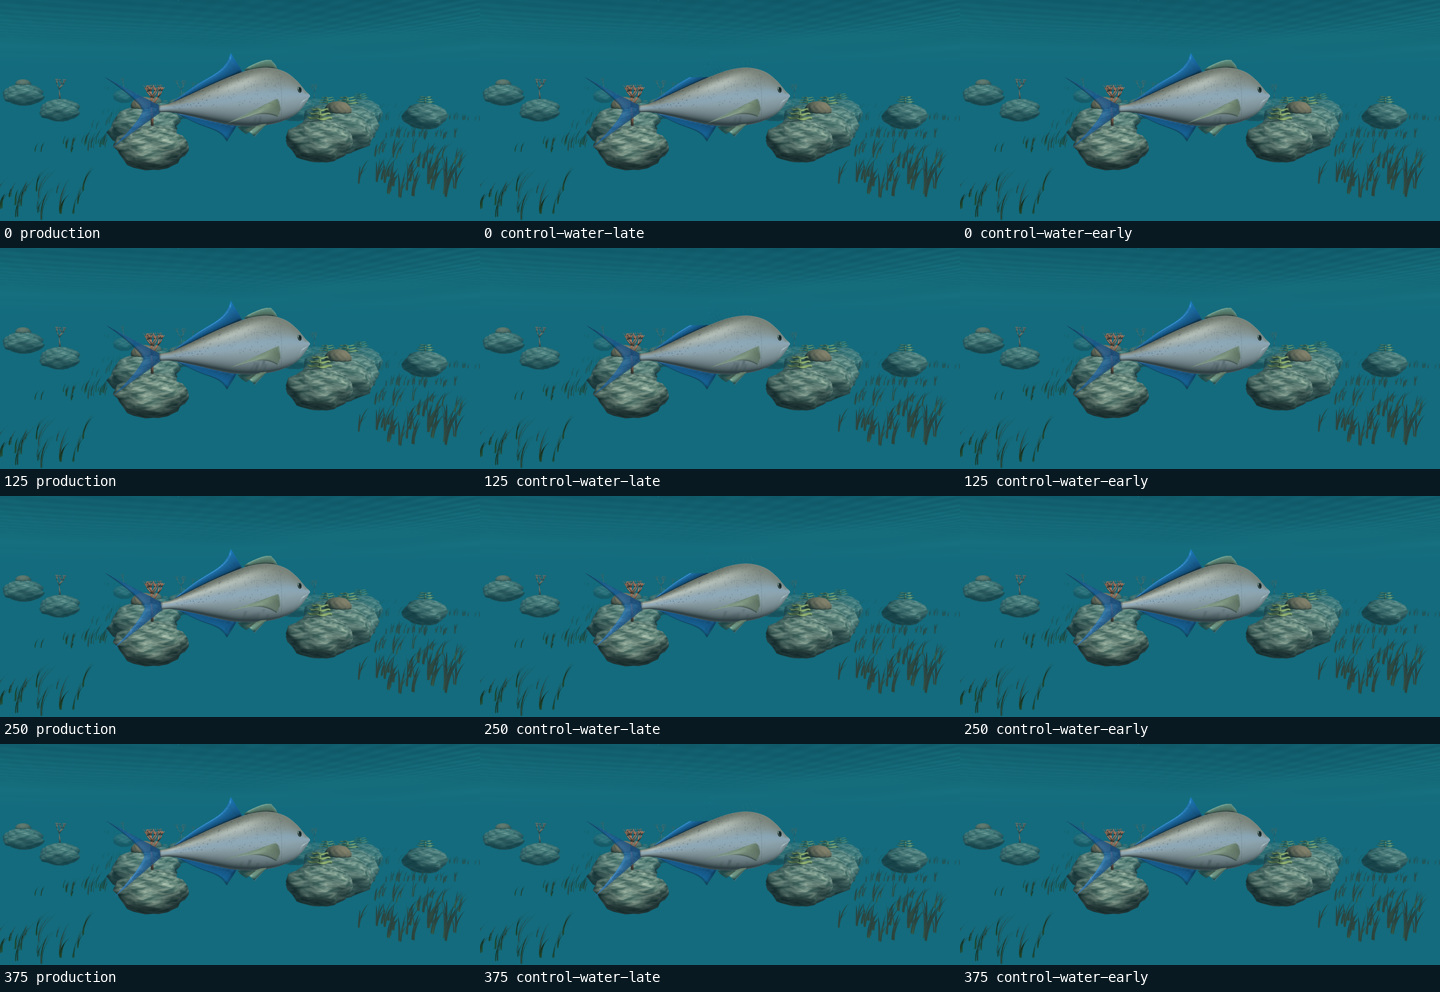 0 production
0 control−water−late
0 control−water−early
125 production
125 control−water−late
125 control−water−early
250 production
250 control−water−late
250 control−water−early
375 production
375 control−water−late
375 control−water−early